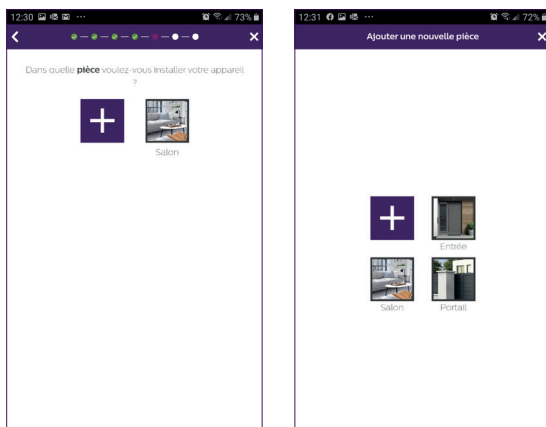 12:30 ... 73%
Dans quelle pièce voulez-vous installer votre appareil
?
Salon
12:31 ... 72%
Ajouter une nouvelle pièce
Entrée
Salon
Portail